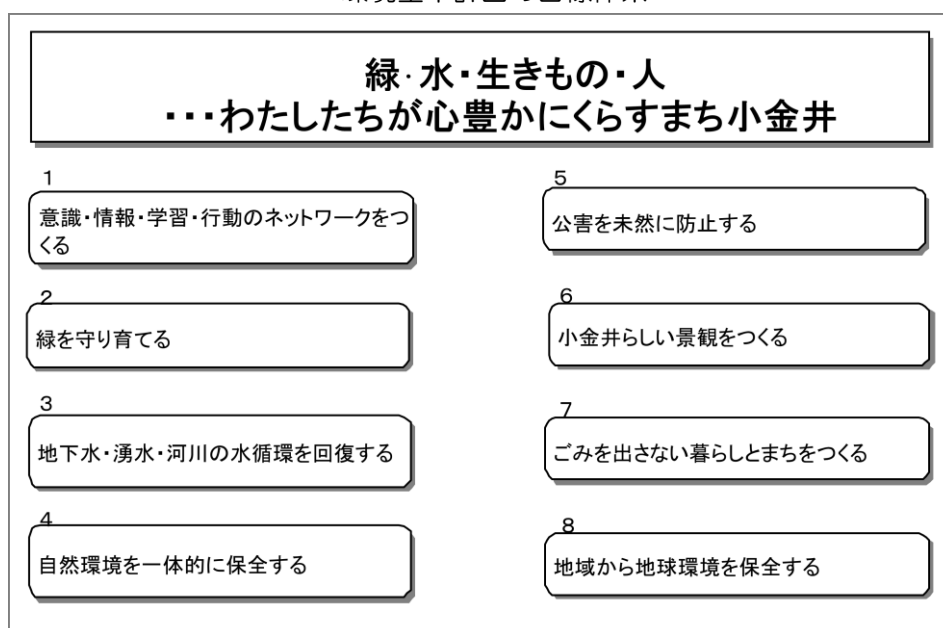 緑・水・生きもの・人
・・・わたしたちが心豊かにくらすまち小金井
1
意識・情報・学習・行動のネットワークをつ
くる
2
緑を守り育てる
3
地下水・湧水・河川の水循環を回復する
4
自然環境を一体的に保全する
5
公害を未然に防止する
6
小金井らしい景観をつくる
7
ごみを出さない暮らしとまちをつくる
8
地域から地球環境を保全する